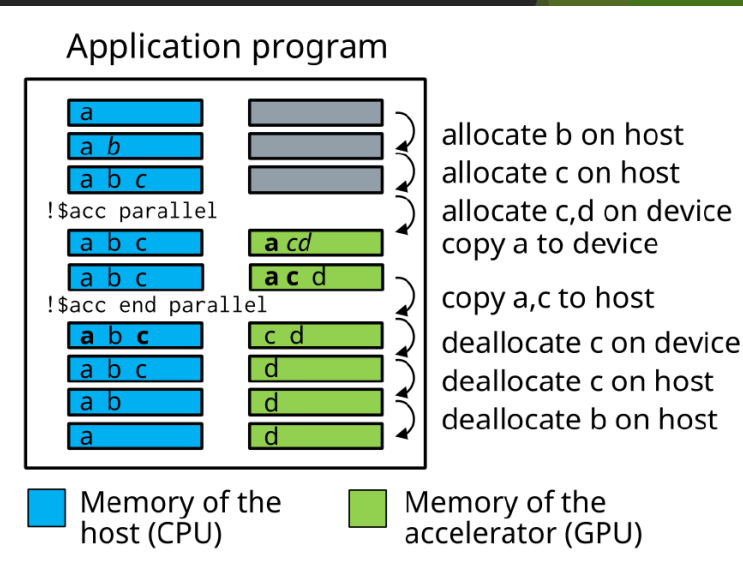 Application program
a
a b
allocate b on host
a b c
allocate c on host
!$acc parallel
allocate c,d on device
a b c
a cd
copy a to device
a b c
a c d
!$acc end parallel
copy a,c to host
a b c
c d
deallocate c on device
a b c
d
deallocate c on host
a b
d
deallocate b on host
a
d
Memory of the
host (CPU)
Memory of the
accelerator (GPU)